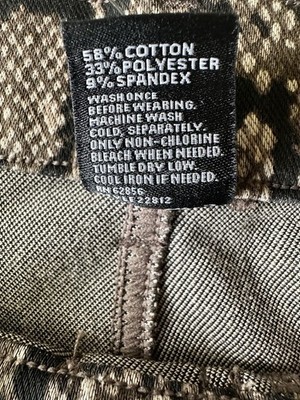 58% COTTON
33% POLYESTER
9% SPANDEX
WASH ONCE
BEFORE WEARING.
MACHINE WASH
COLD, SEPARATELY.
ONLY NON-CHLORINE
BLEACH WHEN NEEDED.
TUMBLE DRY LOW.
COOL IRON IF NEEDED.
RN 62856
22812